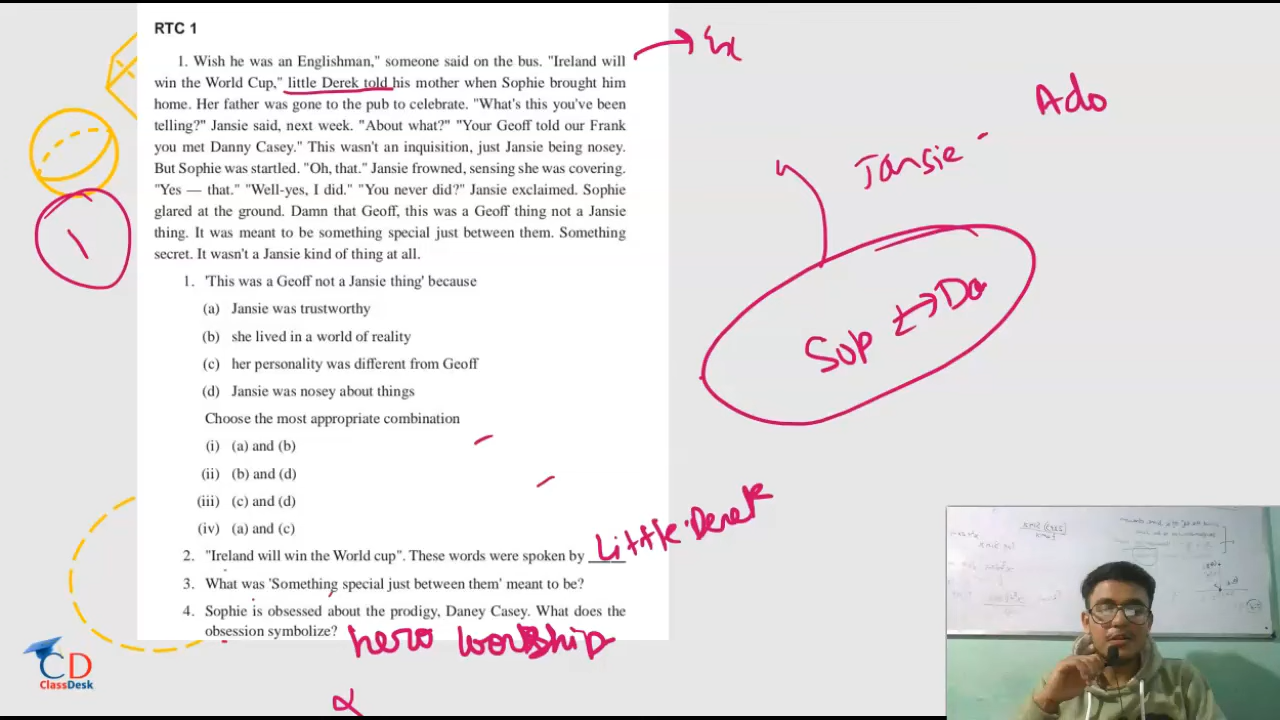 RTC 1
1. Wish he was an Englishman," someone said on the bus. "Ireland will
win the World Cup," little Derek told his mother when Sophie brought him
home. Her father was gone to the pub to celebrate. "What's this you've been
telling?" Jansie said, next week. "About what?" "Your Geoff told our Frank
you met Danny Casey." This wasn't an inquisition, just Jansie being nosey.
But Sophie was startled. "Oh, that." Jansie frowned, sensing she was covering.
"Yes — that." "Well-yes, I did." "You never did?" Jansie exclaimed. Sophie
glared at the ground. Damn that Geoff, this was a Geoff thing not a Jansie
thing. It was meant to be something special just between them. Something
secret. It wasn't a Jansie kind of thing at all.
1. 'This was a Geoff not a Jansie thing' because
(a) Jansie was trustworthy
(b) she lived in a world of reality
(c) her personality was different from Geoff
(d) Jansie was nosey about things
Choose the most appropriate combination
(i) (a) and (b)
(ii) (b) and (d)
(iii) (c) and (d)
(iv) (a) and (c)
2. "Ireland will win the World cup". These words were spoken by ____
Little Derek
3. What was 'Something special just between them' meant to be?
4. Sophie is obsessed about the prodigy, Daney Casey. What does the
obsession symbolize?
hero worship
Ado
Jansie -
Sop
Da
CD
ClassDesk